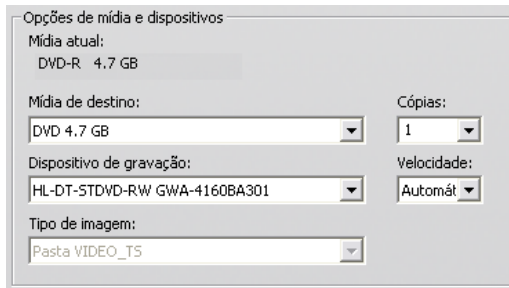 Opções de mídia e dispositivos
Mídia atual:
DVD-R 4.7 GB
Mídia de destino:
Cópias:
DVD 4.7 GB
1
Dispositivo de gravação:
Velocidade:
HL-DT-STDVD-RW GWA-4160BA301
Automát
Tipo de imagem:
Pasta VIDEO_TS